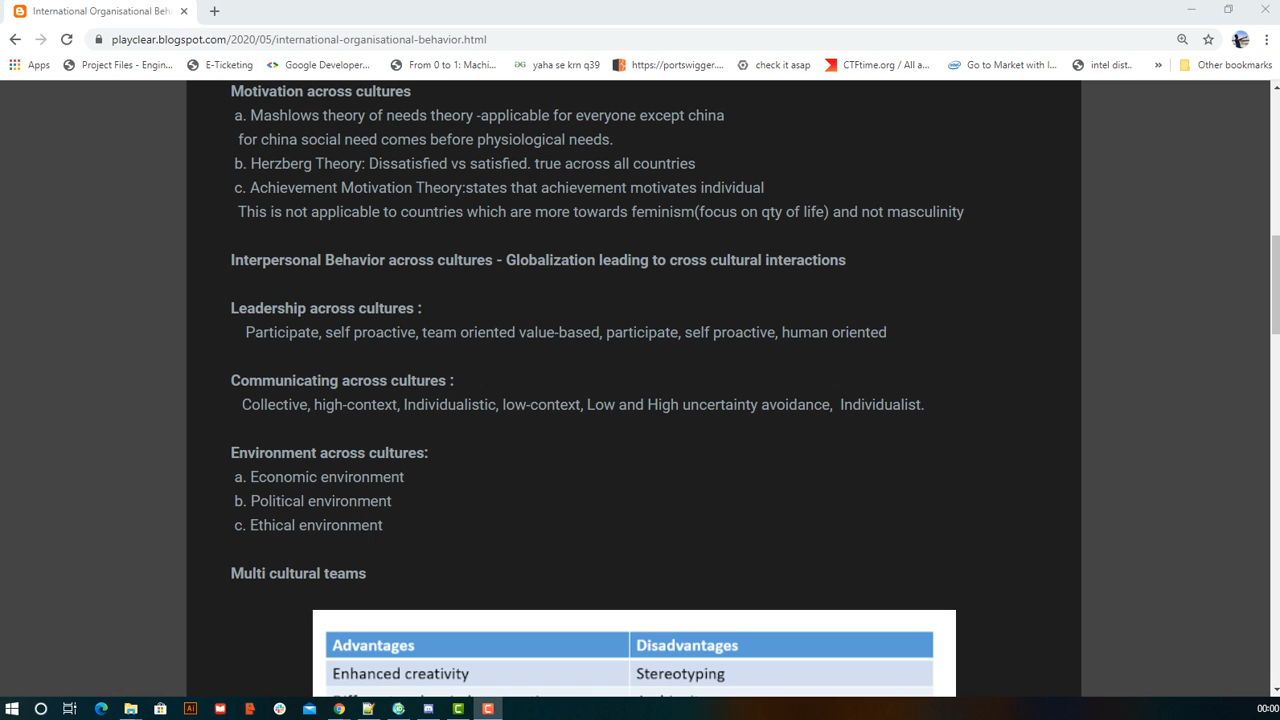 International Organisational Beh
playclear.blogspot.com/2020/05/international-organisational-behavior.html
Apps Project Files - Engin... E-Ticketing Google Developer... From 0 to 1: Machi... yaha se krn q39 https://portswigger.... check it asap CTFtime.org / All a... Go to Market with I... intel dist.. » Other bookmarks
Motivation across cultures
a. Mashlows theory of needs theory -applicable for everyone except china
for china social need comes before physiological needs.
b. Herzberg Theory: Dissatisfied vs satisfied. true across all countries
c. Achievement Motivation Theory:states that achievement motivates individual
This is not applicable to countries which are more towards feminism(focus on qty of life) and not masculinity
Interpersonal Behavior across cultures - Globalization leading to cross cultural interactions
Leadership across cultures :
Participate, self proactive, team oriented value-based, participate, self proactive, human oriented
Communicating across cultures :
Collective, high-context, Individualistic, low-context, Low and High uncertainty avoidance, Individualist.
Environment across cultures:
a. Economic environment
b. Political environment
c. Ethical environment
Multi cultural teams
Advantages Disadvantages
Enhanced creativity Stereotyping
00:00